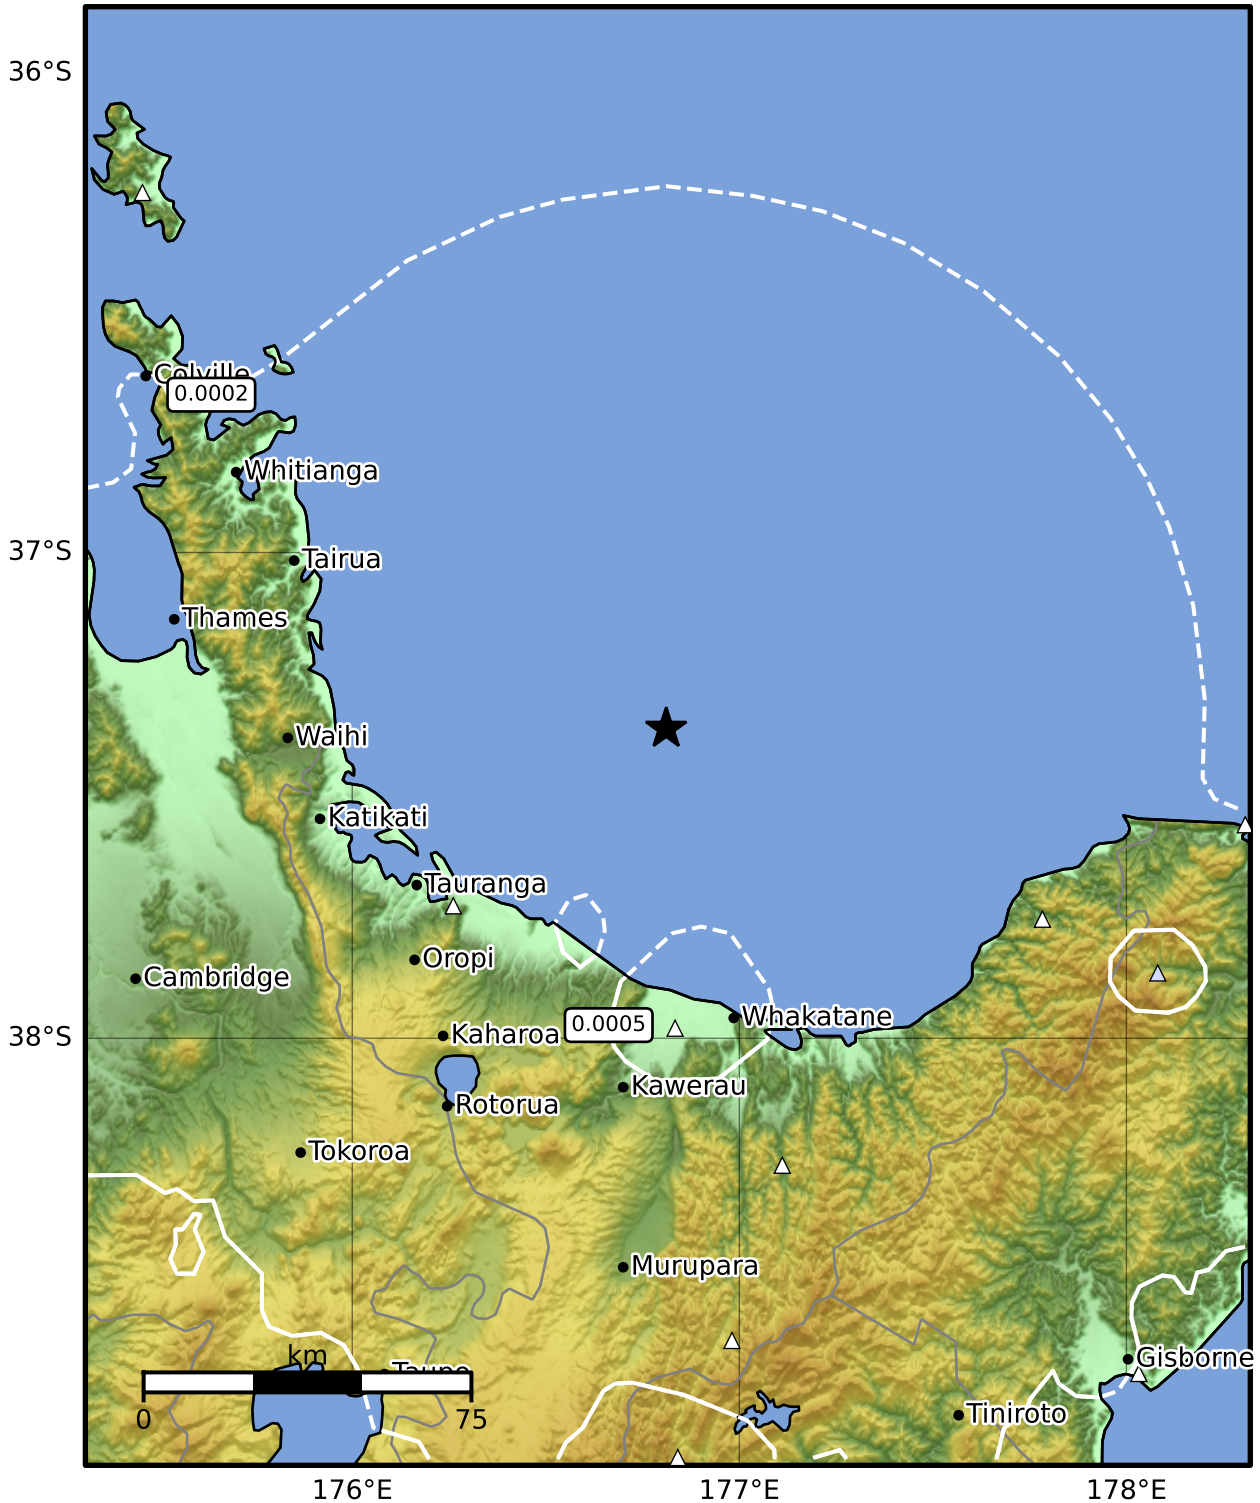 36°S
Colville
0.0002
Whitianga
37°S
Tairua
Thames
Waihi
Katikati
Tauranga
Oropi
Cambridge
Whakatane
0.0005
Kaharoa
38°S
Kawerau
Rotorua
Tokoroa
Murupara
km
Gisborne
Taupo
0
75
Tiniroto
176°E
177°E
178°E